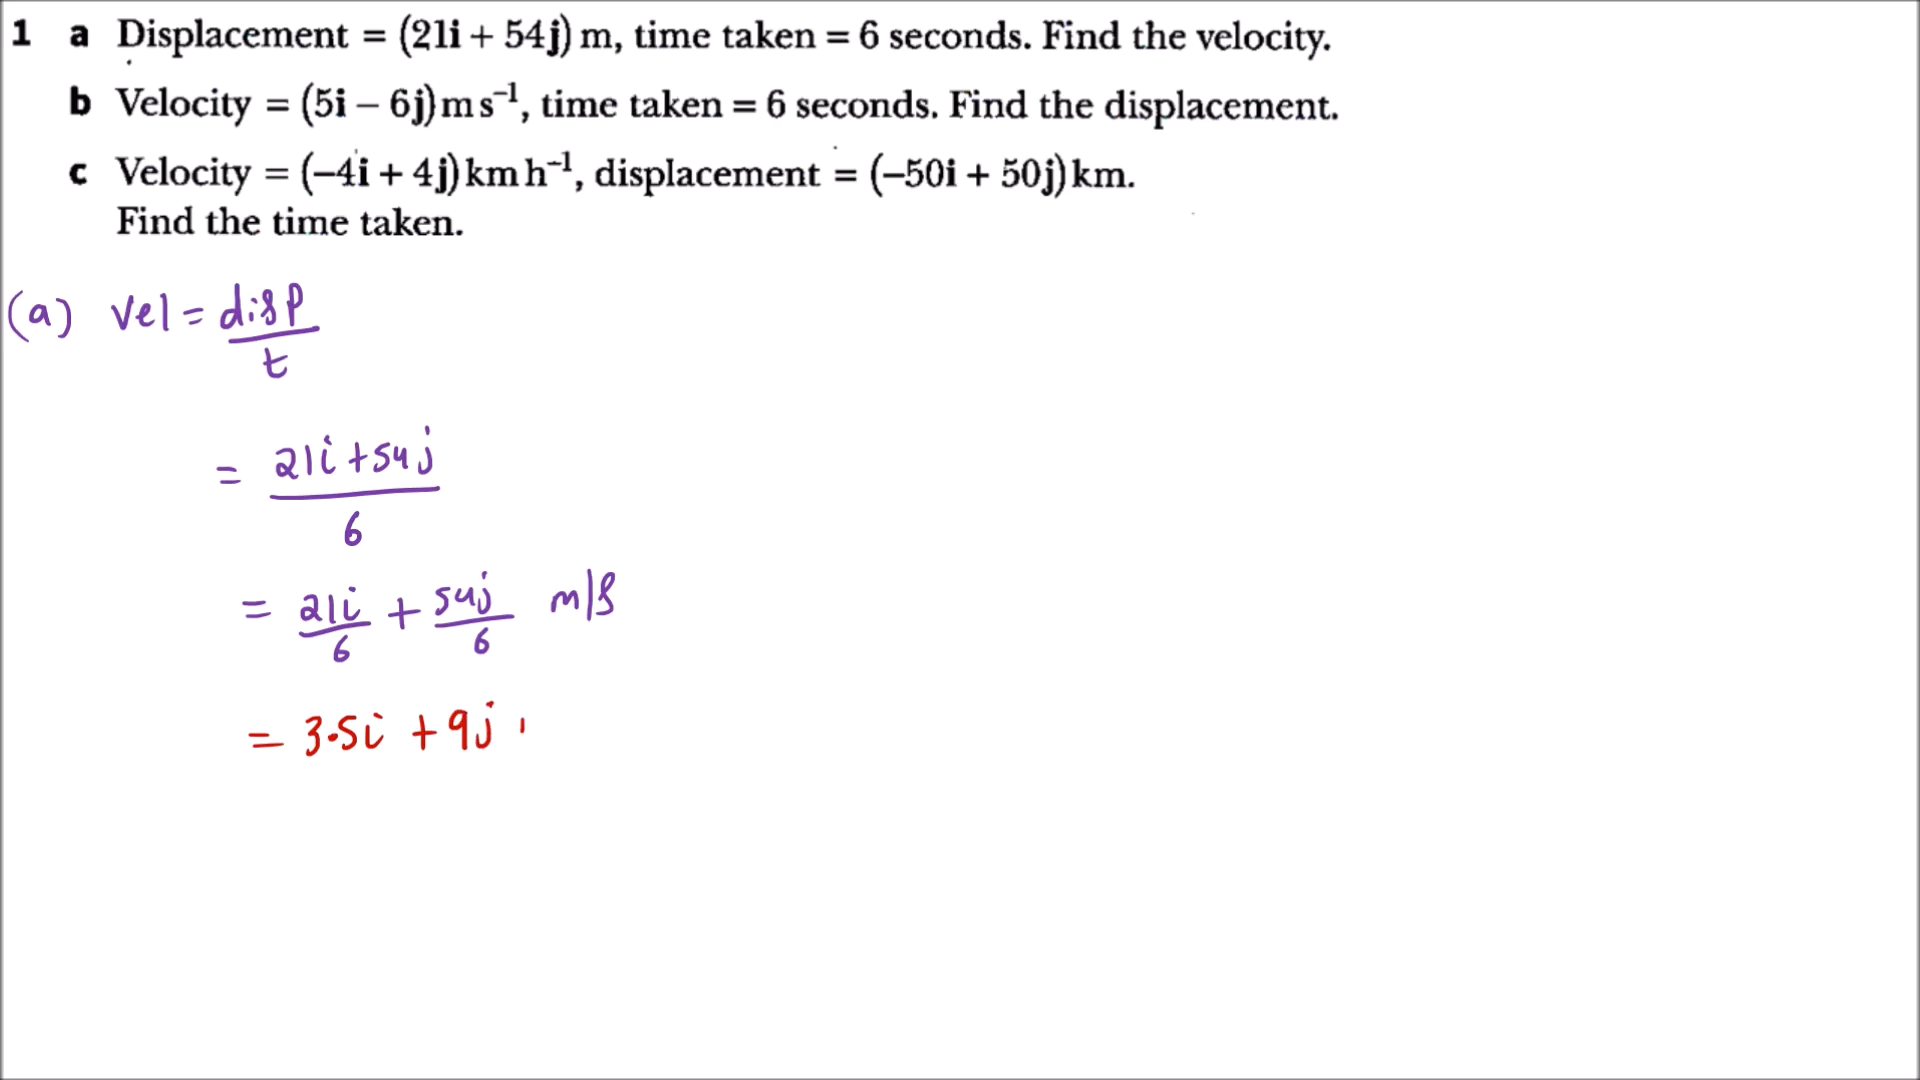 1 a Displacement = (21i + 54j) m, time taken = 6 seconds. Find the velocity.
b Velocity = (5i − 6j) m s⁻¹, time taken = 6 seconds. Find the displacement.
c Velocity = (−4i + 4j) km h⁻¹, displacement = (−50i + 50j) km.
Find the time taken.
(a) vel = disp
t
= 21i + 54j
6
= 21i/6 + 54j/6 m/s
= 3.5i + 9j